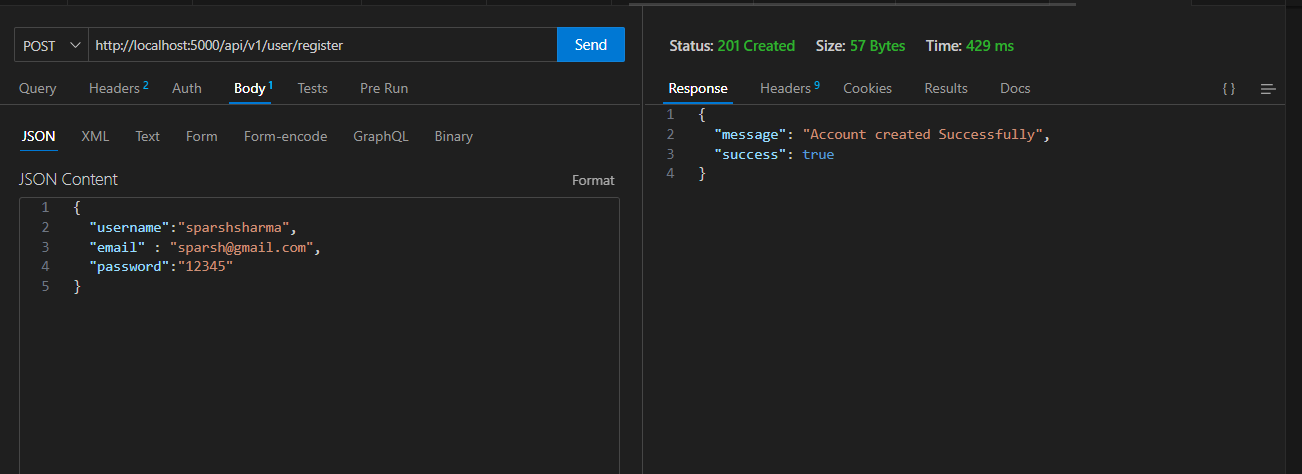 POST http://localhost:5000/api/v1/user/register Send
Query Headers 2 Auth Body 1 Tests Pre Run
JSON XML Text Form Form-encode GraphQL Binary
JSON Content Format
1 {
2 "username":"sparshsharma",
3 "email" : "sparsh@gmail.com",
4 "password":"12345"
5 }
Status: 201 Created Size: 57 Bytes Time: 429 ms
Response Headers 9 Cookies Results Docs { }
1 {
2 "message": "Account created Successfully",
3 "success": true
4 }